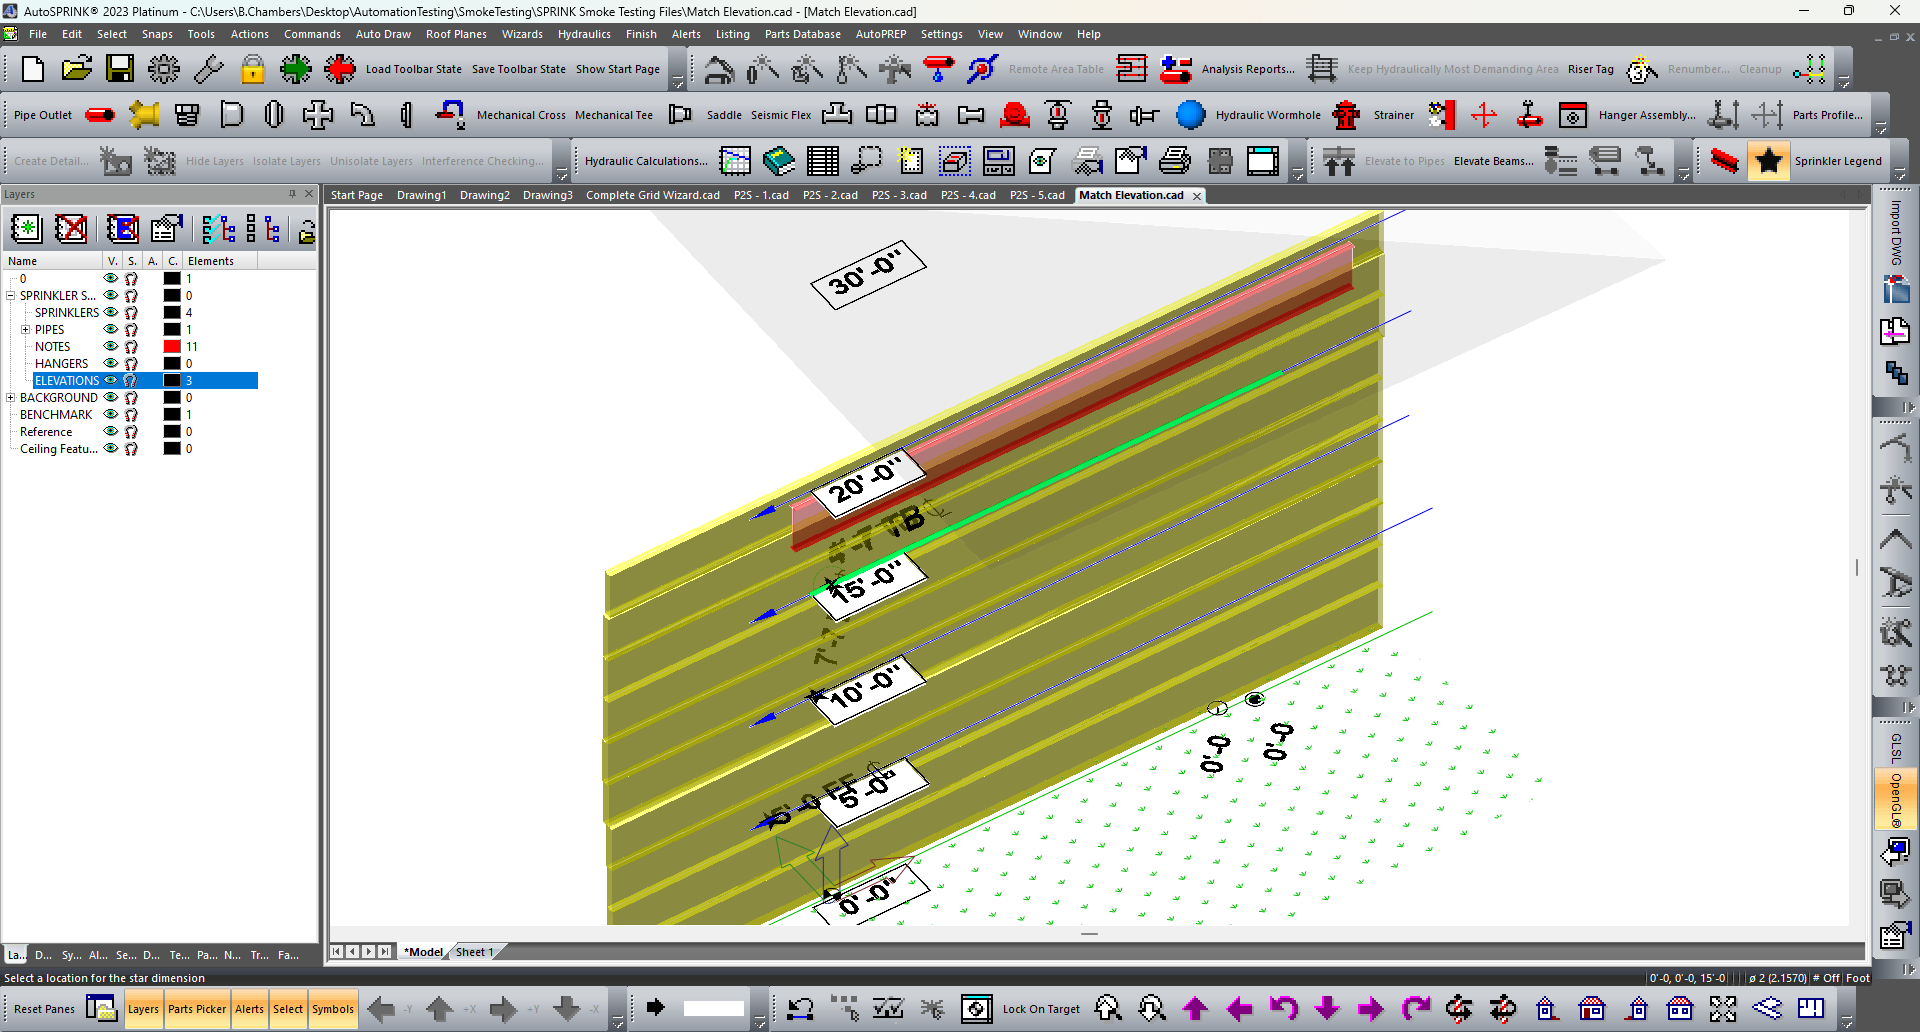 AutoSPRINK® 2023 Platinum - C:\Users\B.Chambers\Desktop\AutomationTesting\SmokeTesting\SPRINK Smoke Testing Files\Match Elevation.cad - [Match Elevation.cad]
File Edit Select Snaps Tools Actions Commands Auto Draw Roof Planes Wizards Hydraulics Finish Alerts Listing Parts Database AutoPREP Settings View Window Help
Load Toolbar State Save Toolbar State Show Start Page Remote Area Table Analysis Reports... Keep Hydraulically Most Demanding Area Riser Tag Renumber... Cleanup
Pipe Outlet Mechanical Cross Mechanical Tee Saddle Seismic Flex Hydraulic Wormhole Strainer Hanger Assembly... Parts Profile...
Create Detail... Hide Layers Isolate Layers Unisolate Layers Interference Checking... Hydraulic Calculations... Elevate to Pipes Elevate Beams... Sprinkler Legend
Layers
Start Page Drawing1 Drawing2 Drawing3 Complete Grid Wizard.cad P2S - 1.cad P2S - 2.cad P2S - 3.cad P2S - 4.cad P2S - 5.cad Match Elevation.cad
Name V. S. A. C. Elements
0 1
SPRINKLER S... 0
SPRINKLERS 4
PIPES 1
NOTES 11
HANGERS 0
ELEVATIONS 3
BACKGROUND 0
BENCHMARK 1
Reference 0
Ceiling Featu... 0
30'-0"
20'-0"
15'-0"
10'-0"
5'-0"
0'-0"
0'-0
0'-0
Import DWG
GLSL
OpenGL®
*Model Sheet 1
La... D... Sy... Al... Se... D... Te... Pa... N... Tr... Fa...
Select a location for the star dimension
0'-0, 0'-0, 15'-0 ø 2 (2.1570) # Off Foot
Reset Panes Layers Parts Picker Alerts Select Symbols -Y +X +Y -X Lock On Target